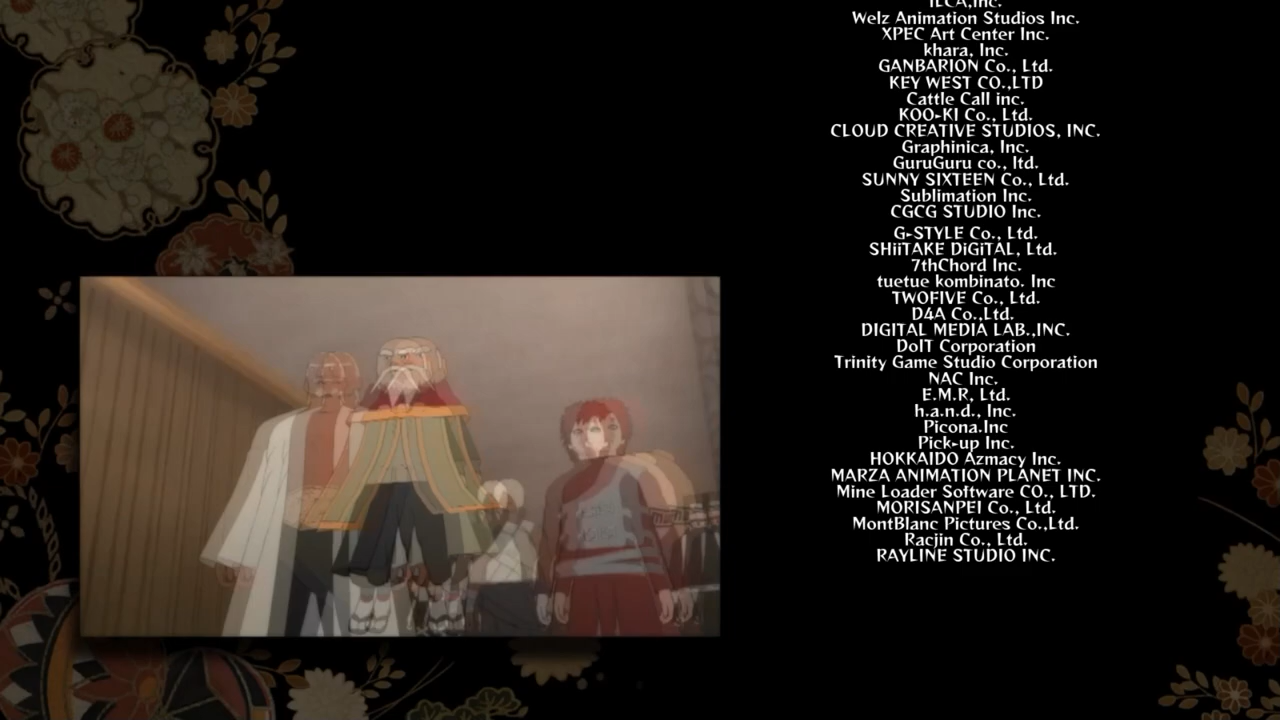 ILCA,Inc.
Welz Animation Studios Inc.
XPEC Art Center Inc.
khara, Inc.
GANBARION Co., Ltd.
KEY WEST CO.,LTD
Cattle Call inc.
KOO-KI Co., Ltd.
CLOUD CREATIVE STUDIOS, INC.
Graphinica, Inc.
GuruGuru co., ltd.
SUNNY SIXTEEN Co., Ltd.
Sublimation Inc.
CGCG STUDIO Inc.
G-STYLE Co., Ltd.
SHiiTAKE DiGiTAL, Ltd.
7thChord Inc.
tuetue kombinato. Inc
TWOFIVE Co., Ltd.
D4A Co.,Ltd.
DIGITAL MEDIA LAB.,INC.
DoIT Corporation
Trinity Game Studio Corporation
NAC Inc.
E.M.R, Ltd.
h.a.n.d., Inc.
Picona.Inc
Pick-up Inc.
HOKKAIDO Azmacy Inc.
MARZA ANIMATION PLANET INC.
Mine Loader Software CO., LTD.
MORISANPEI Co., Ltd.
MontBlanc Pictures Co.,Ltd.
Racjin Co., Ltd.
RAYLINE STUDIO INC.